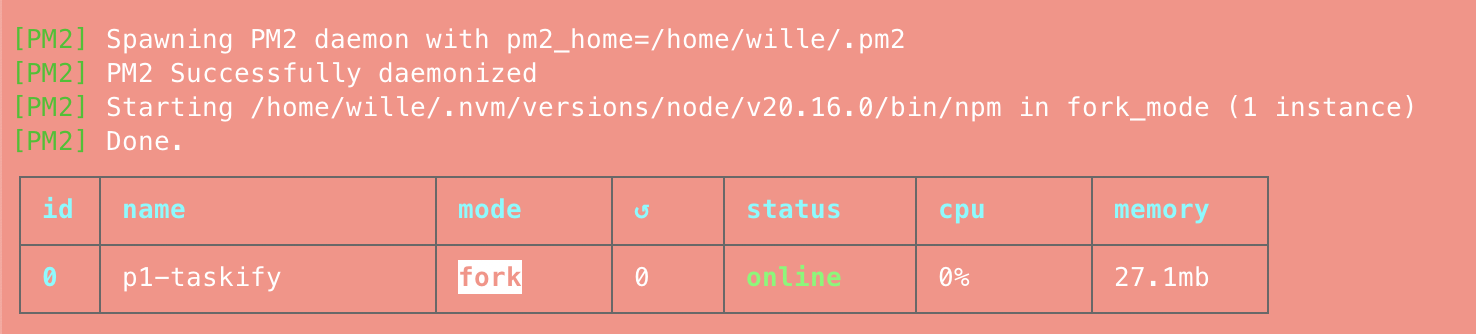 [PM2] Spawning PM2 daemon with pm2_home=/home/wille/.pm2
[PM2] PM2 Successfully daemonized
[PM2] Starting /home/wille/.nvm/versions/node/v20.16.0/bin/npm in fork_mode (1 instance)
[PM2] Done.
id name mode ↺ status cpu memory
0 p1-taskify fork 0 online 0% 27.1mb